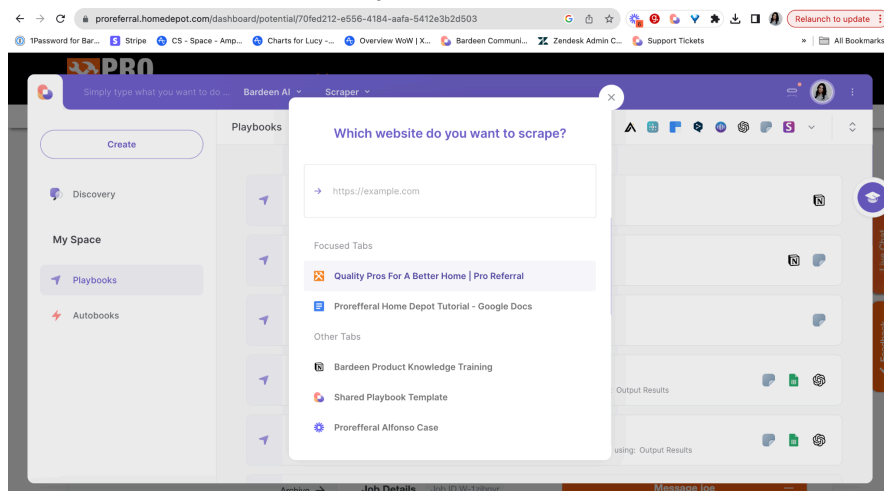 proreferral.homedepot.com/dashboard/potential/70fed212-e556-4184-aafa-5412e3b2d503
Relaunch to update
1Password for Bar...
Stripe
CS - Space - Amp...
Charts for Lucy -...
Overview WoW | X...
Bardeen Communi...
Zendesk Admin C...
Support Tickets
»
All Bookmarks
PRO
Simply type what you want to do ...
Bardeen AI
Scraper
Create
Discovery
My Space
Playbooks
Autobooks
Playbooks
Which website do you want to scrape?
https://example.com
Focused Tabs
Quality Pros For A Better Home | Pro Referral
Prorefferal Home Depot Tutorial - Google Docs
Other Tabs
Bardeen Product Knowledge Training
Shared Playbook Template
Prorefferal Alfonso Case
: Output Results
using: Output Results
Live Chat
Feedback
Archive →
Job Details
Message joe